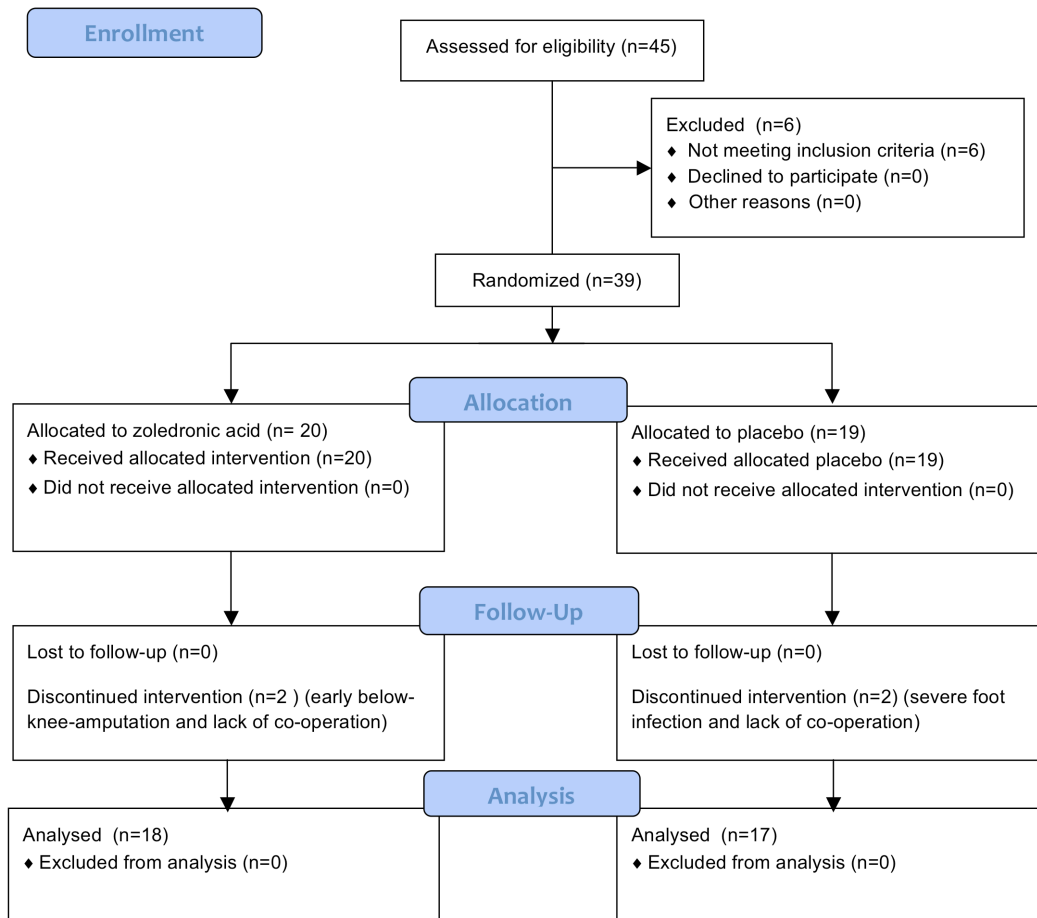 Enrollment
Assessed for eligibility (n=45)
Excluded (n=6)
♦ Not meeting inclusion criteria (n=6)
♦ Declined to participate (n=0)
♦ Other reasons (n=0)
Randomized (n=39)
Allocation
Allocated to zoledronic acid (n= 20)
♦ Received allocated intervention (n=20)
♦ Did not receive allocated intervention (n=0)
Allocated to placebo (n=19)
♦ Received allocated placebo (n=19)
♦ Did not receive allocated intervention (n=0)
Follow-Up
Lost to follow-up (n=0)
Discontinued intervention (n=2 ) (early below-
knee-amputation and lack of co-operation)
Lost to follow-up (n=0)
Discontinued intervention (n=2) (severe foot
infection and lack of co-operation)
Analysis
Analysed (n=18)
♦ Excluded from analysis (n=0)
Analysed (n=17)
♦ Excluded from analysis (n=0)